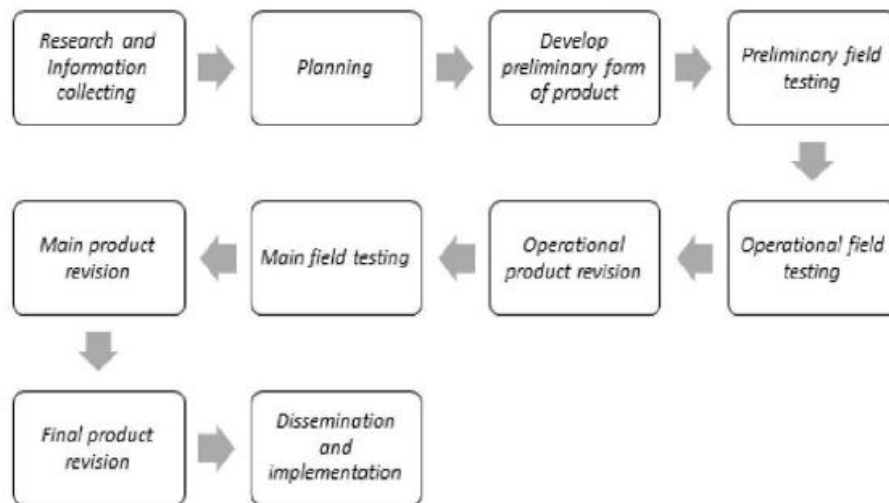 Research and
Information
collecting
Planning
Develop
preliminary form
of product
Preliminary field
testing
Operational field
testing
Operational
product revision
Main field testing
Main product
revision
Final product
revision
Dissemination
and
implementation